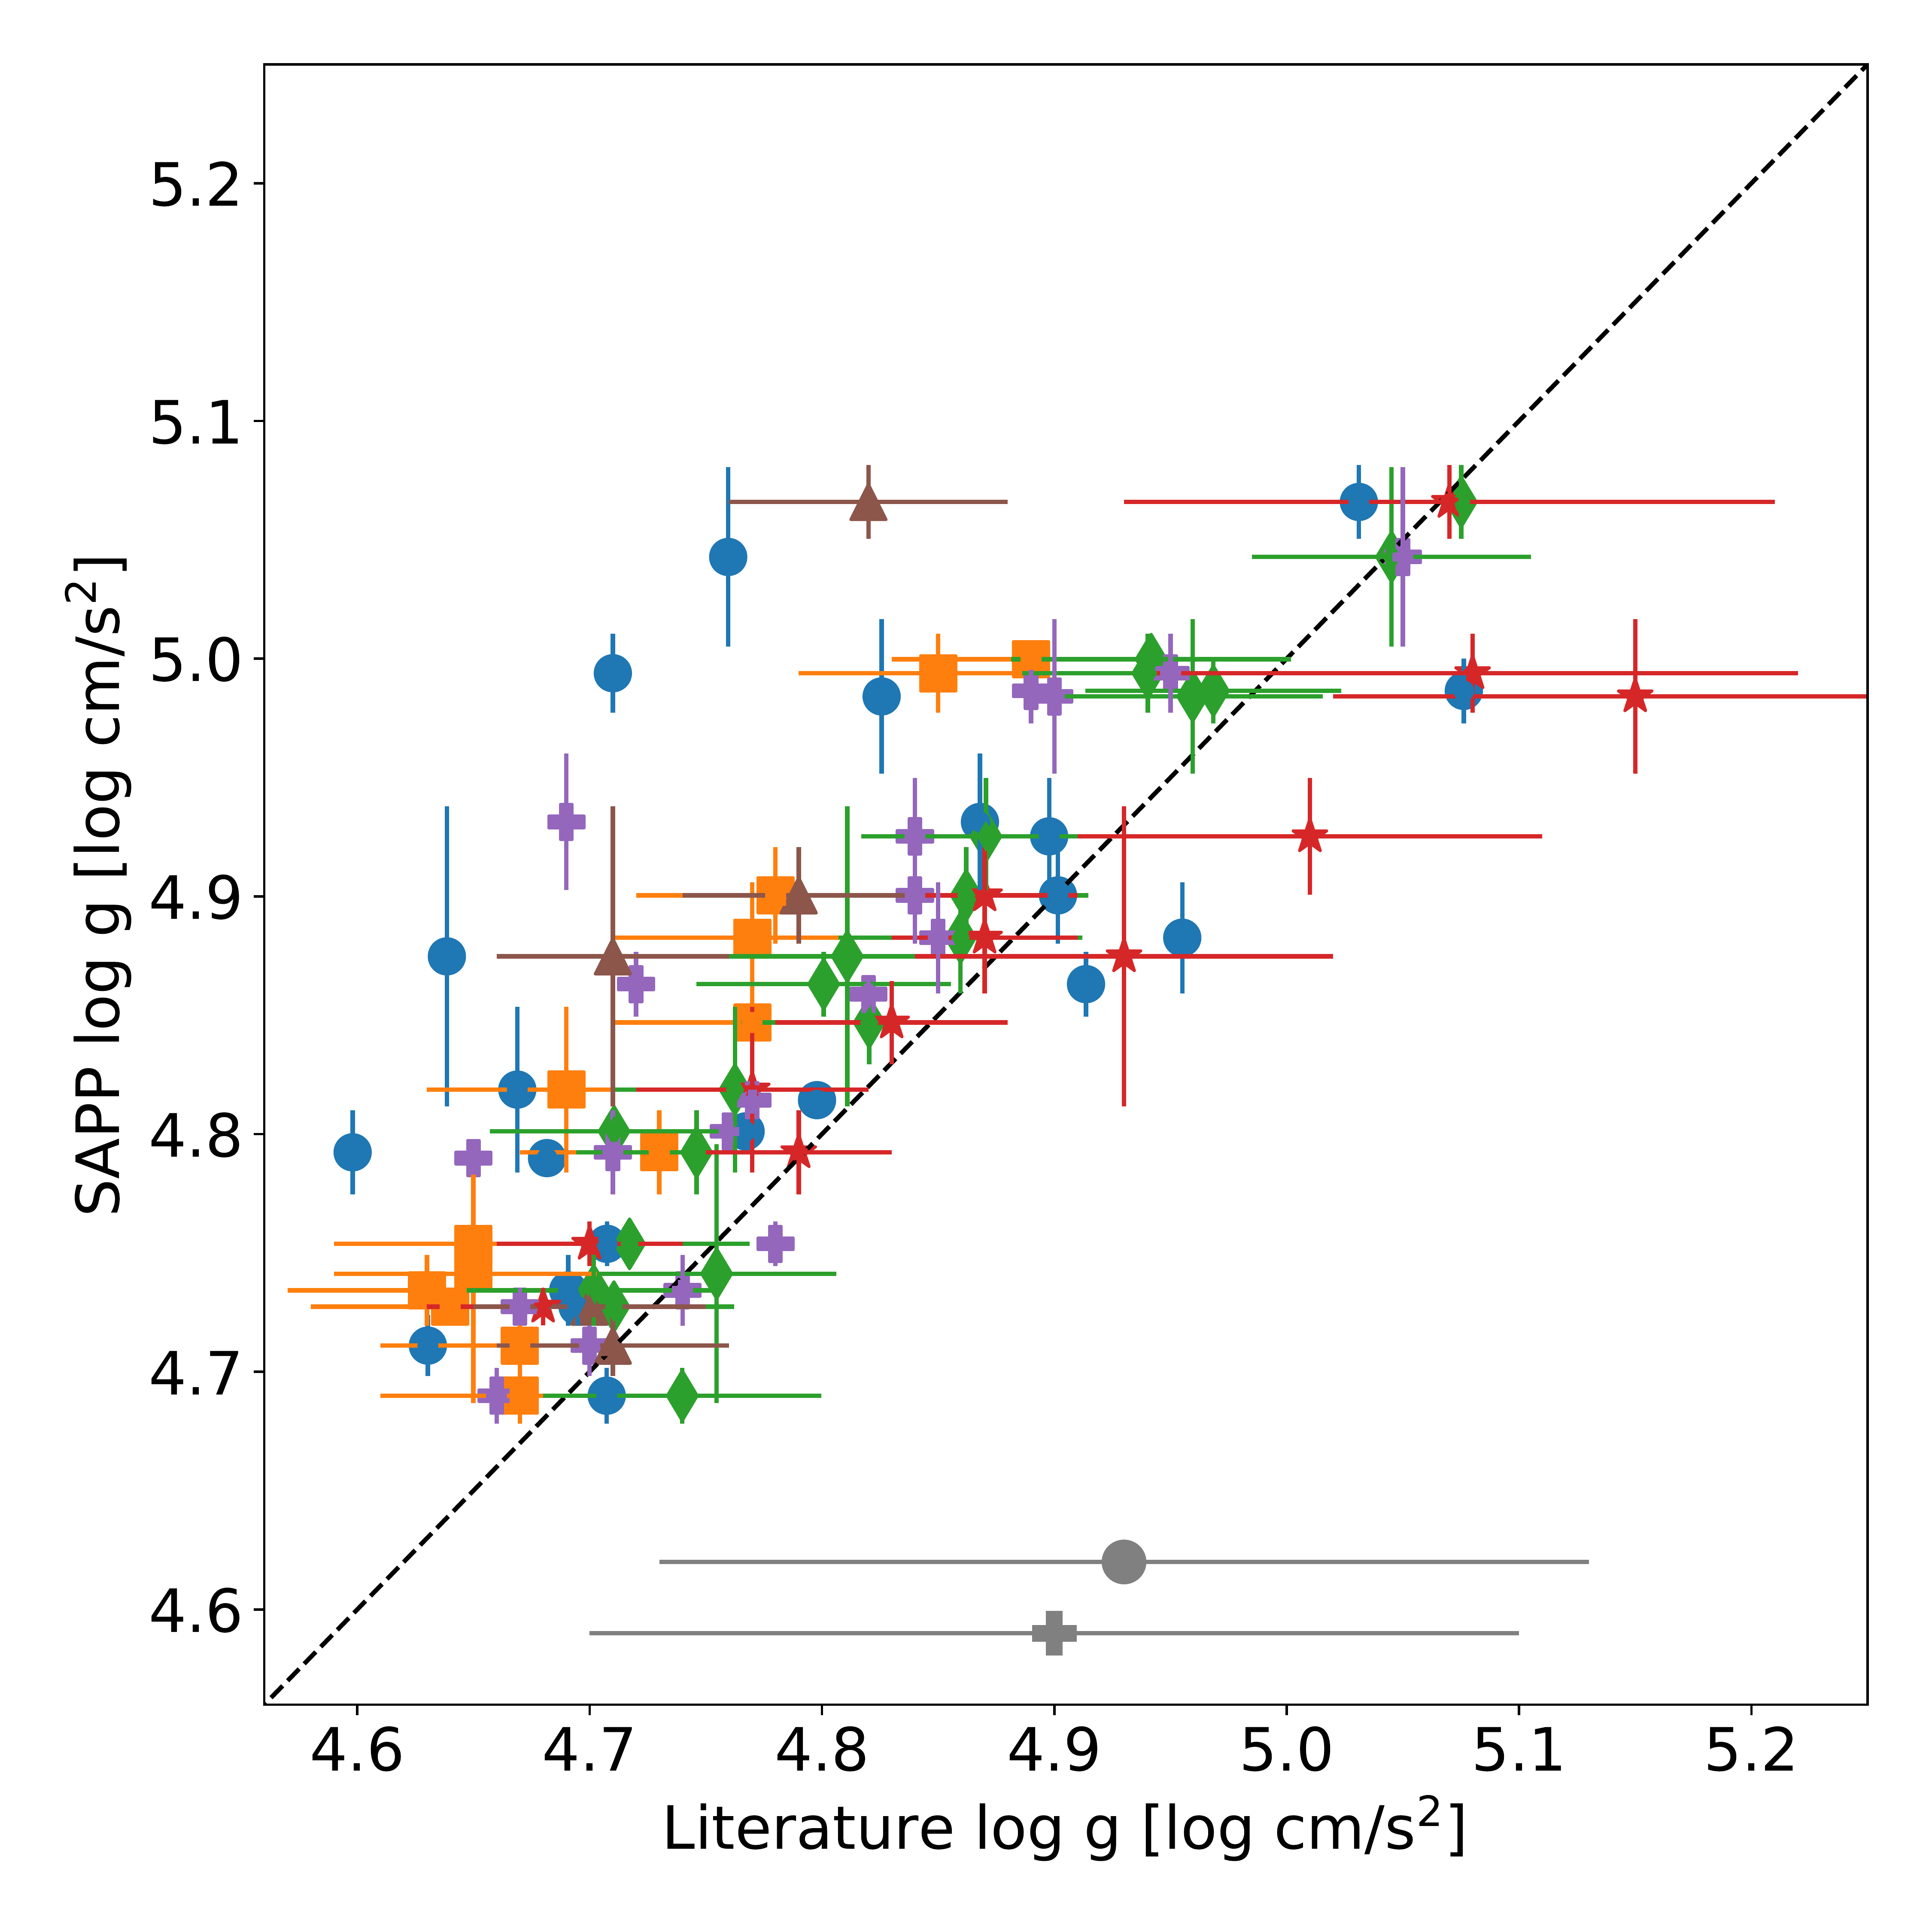 SAPP log g [log cm/s²]
5.2
5.1
5.0
4.9
4.8
4.7
4.6
4.6 4.7 4.8 4.9 5.0 5.1 5.2
Literature log g [log cm/s²]